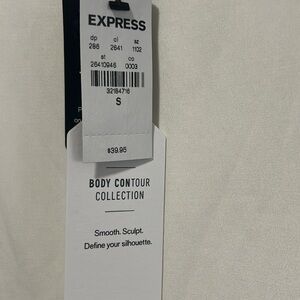 EXPRESS
dp cl sz
286 2641 1102
st co
26410946 0003
32184716
S
$39.95
BODY CONTOUR
COLLECTION
Smooth. Sculpt.
Define your silhouette.